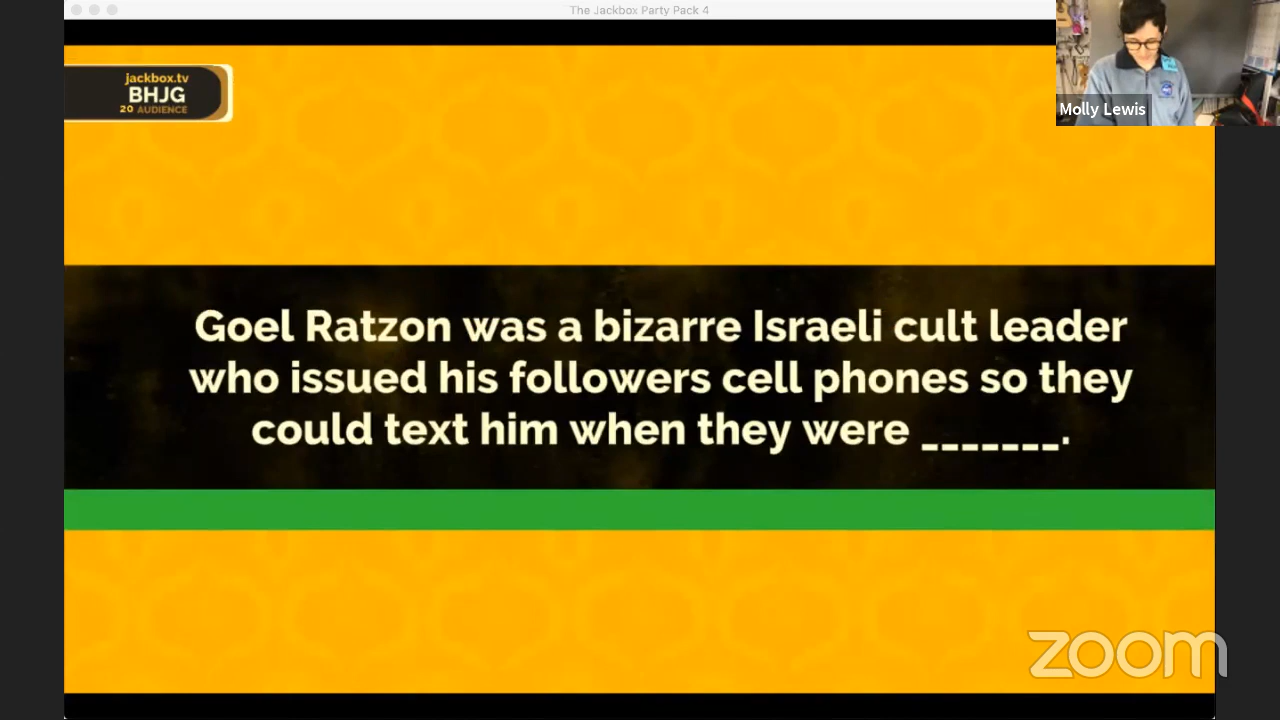 The Jackbox Party Pack 4
jackbox.tv
BHJG
20 AUDIENCE
Molly Lewis
Goel Ratzon was a bizarre Israeli cult leader
who issued his followers cell phones so they
could text him when they were _______.
zoom